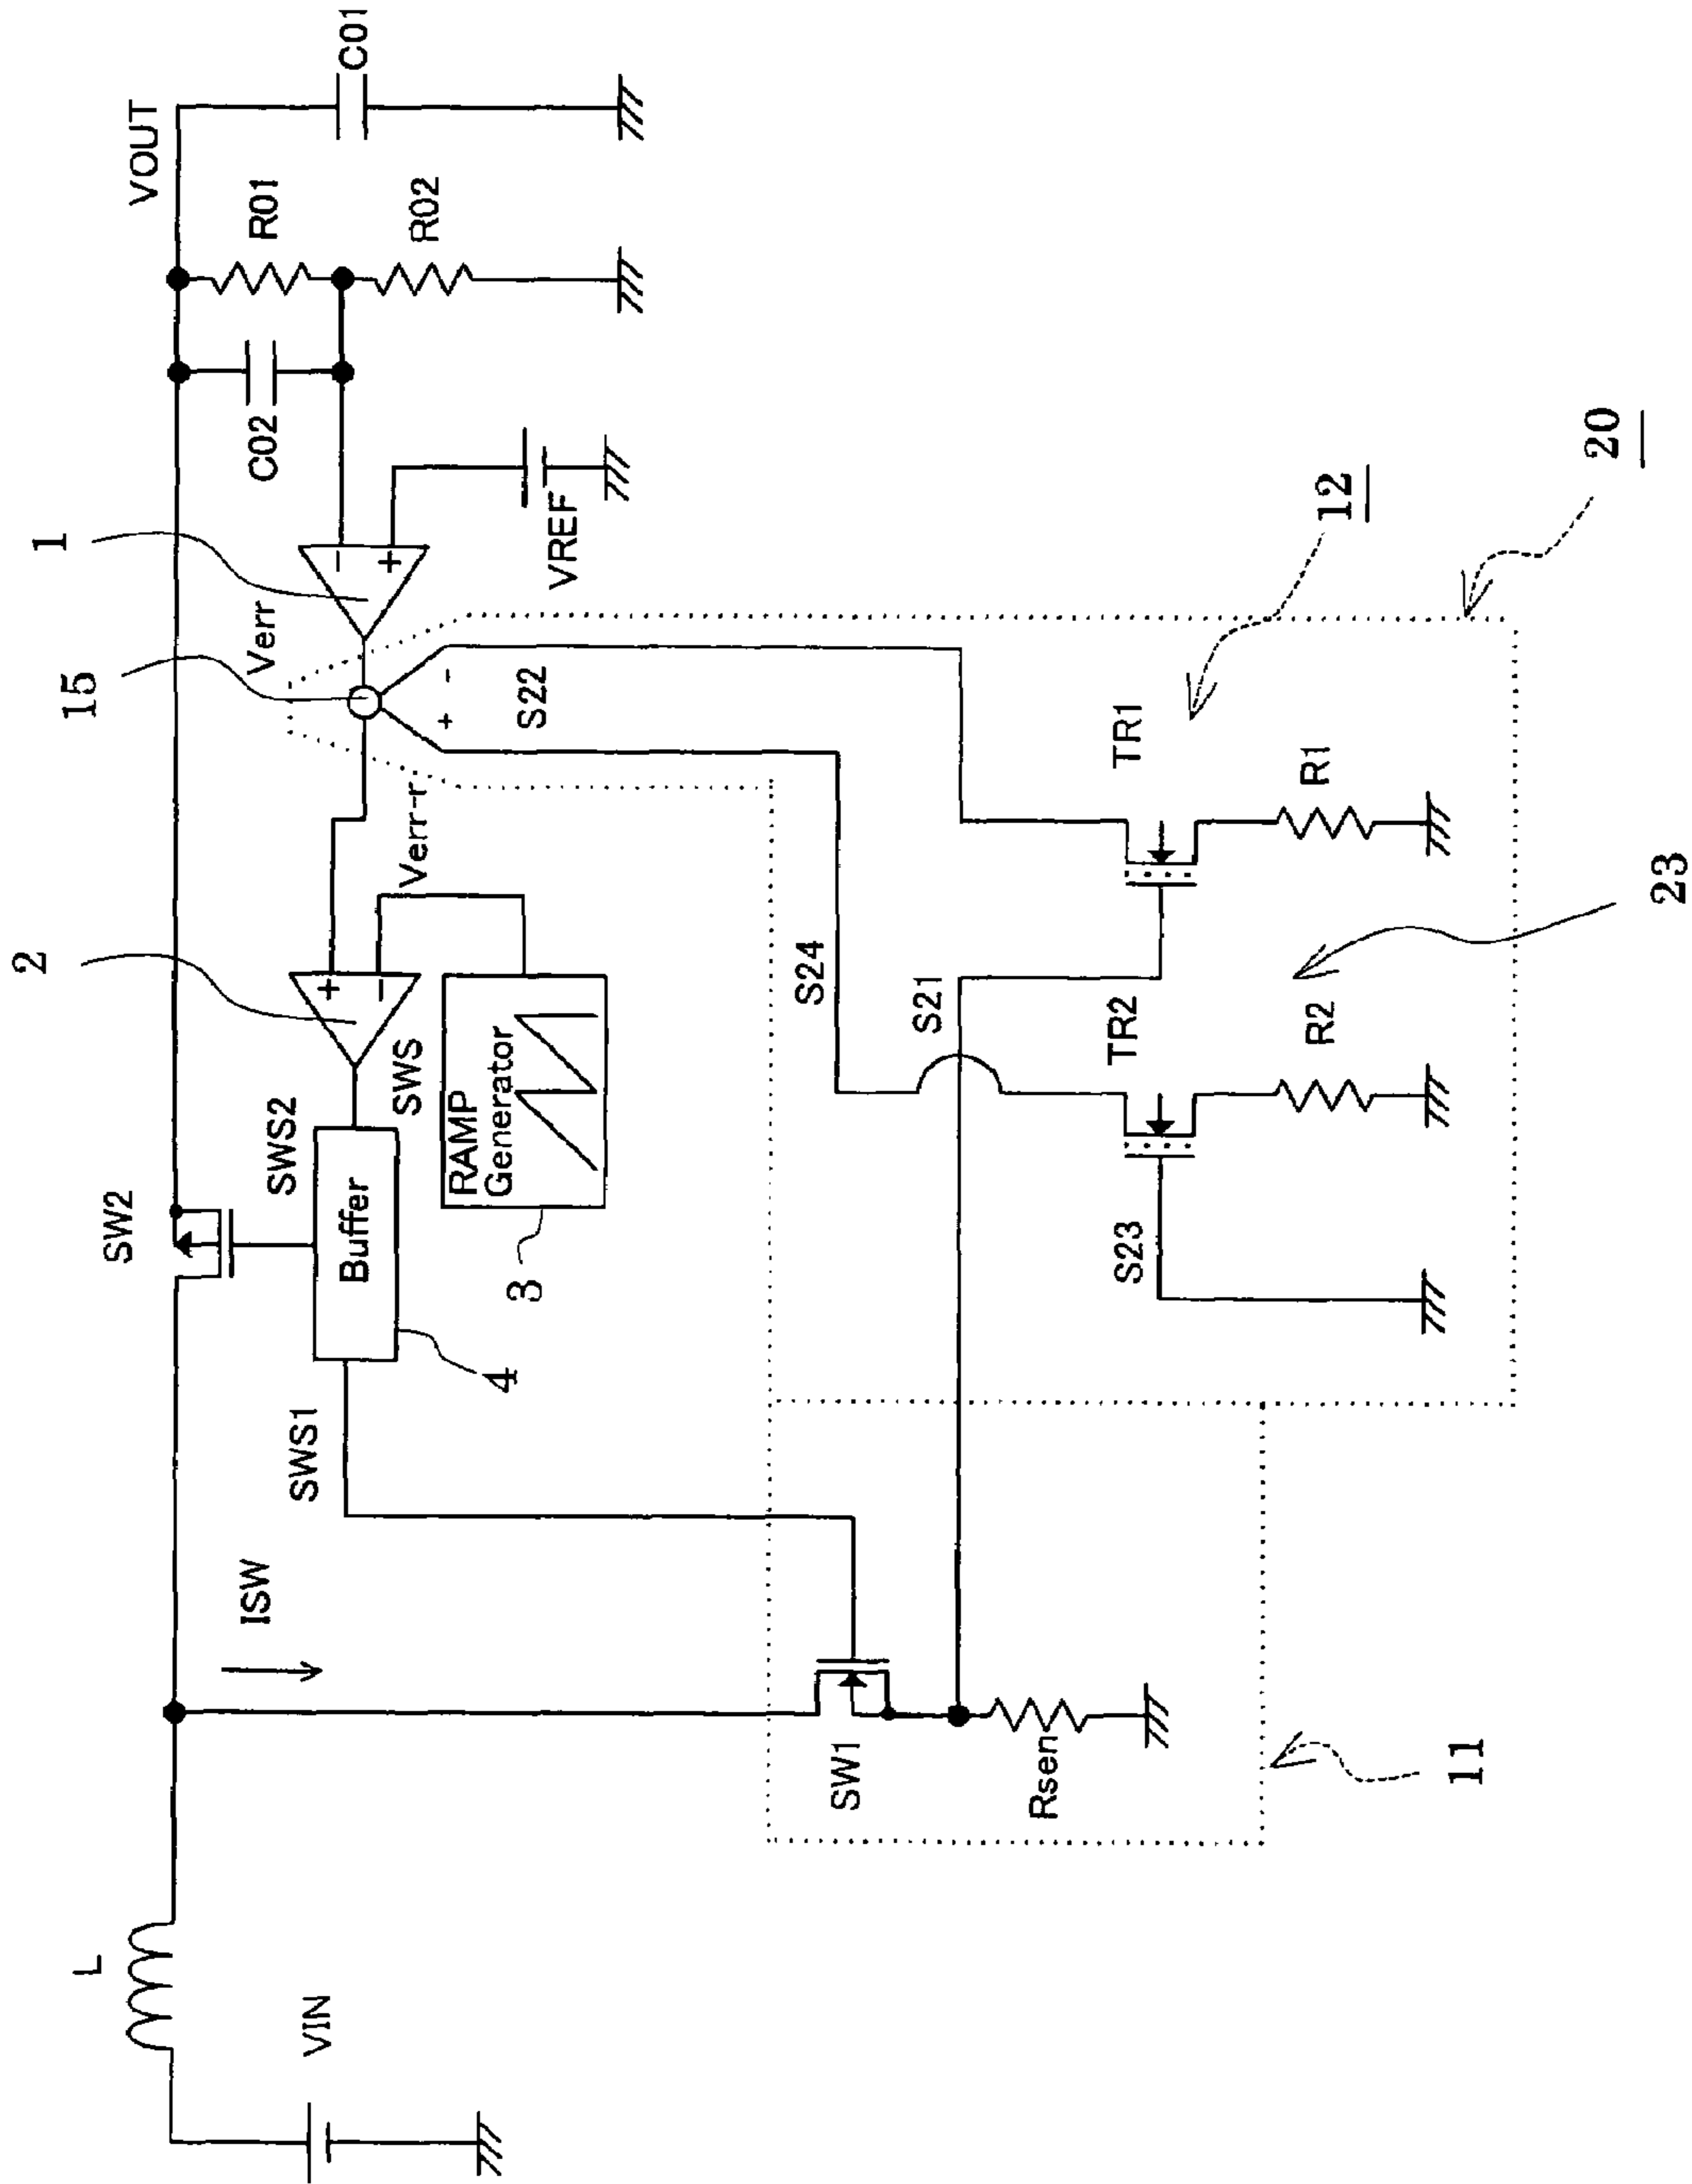 L
VIN
ISW
SW1
Rsen
11
SW2
SWS1
SWS2
Buffer
4
SWS
2
RAMP
Generator
3
Verr-r
+
-
15
Verr
1
-
+
VREF
C02
VOUT
R01
R02
C01
+
-
S22
S24
S21
S23
TR2
R2
23
TR1
R1
12
20